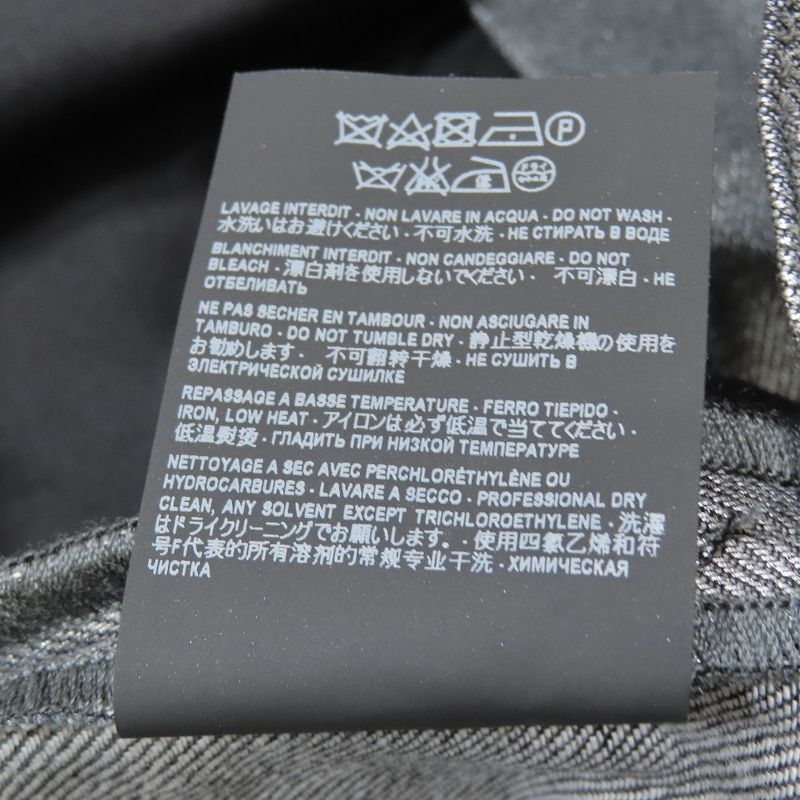 P
LAVAGE INTERDIT - NON LAVARE IN ACQUA - DO NOT WASH -
水洗いはお避けください - 不可水洗 - НЕ СТИРАТЬ В ВОДЕ
BLANCHIMENT INTERDIT - NON CANDEGGIARE - DO NOT
BLEACH - 漂白剤を使用しないでください - 不可漂白 - НЕ
ОТБЕЛИВАТЬ
NE PAS SECHER EN TAMBOUR - NON ASCIUGARE IN
TAMBURO - DO NOT TUMBLE DRY - 静止型乾燥機の使用を
お勧めします - 不可翻转干燥 - НЕ СУШИТЬ В
ЭЛЕКТРИЧЕСКОЙ СУШИЛКЕ
REPASSAGE A BASSE TEMPERATURE - FERRO TIEPIDO -
IRON, LOW HEAT - アイロンは必ず低温で当ててください -
低温熨烫 - ГЛАДИТЬ ПРИ НИЗКОЙ ТЕМПЕРАТУРЕ
NETTOYAGE A SEC AVEC PERCHLORÉTHYLÈNE OU
HYDROCARBURES - LAVARE A SECCO - PROFESSIONAL DRY
CLEAN, ANY SOLVENT EXCEPT TRICHLOROETHYLENE - 洗濯
はドライクリーニングでお願いします - 使用四氯乙烯和符
号F代表的所有溶剂的常规专业干洗 - ХИМИЧЕСКАЯ
ЧИСТКА